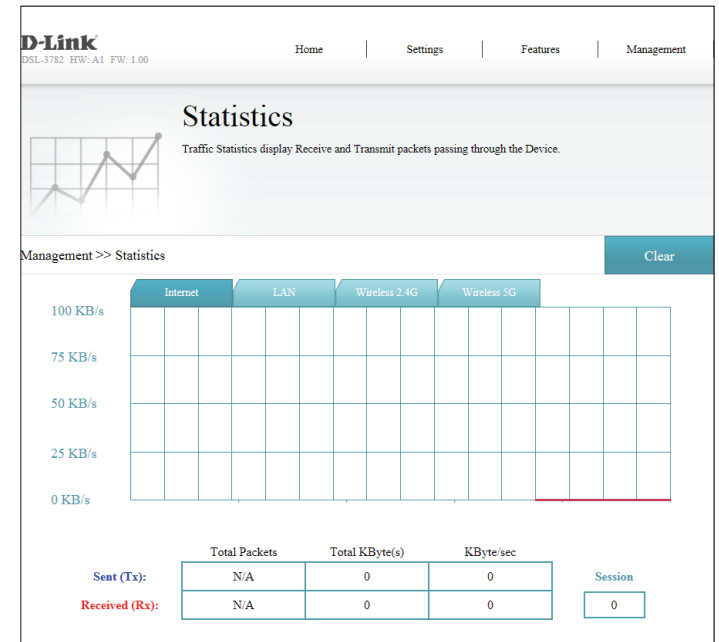 D-Link
DSL-3782 HW: A1 FW: 1.00
Home Settings Features Management
Statistics
Traffic Statistics display Receive and Transmit packets passing through the Device.
Management >> Statistics
Clear
Internet LAN Wireless 2.4G Wireless 5G
100 KB/s
75 KB/s
50 KB/s
25 KB/s
0 KB/s
Total Packets Total KByte(s) KByte/sec
Sent (Tx): N/A 0 0 Session
Received (Rx): N/A 0 0 0